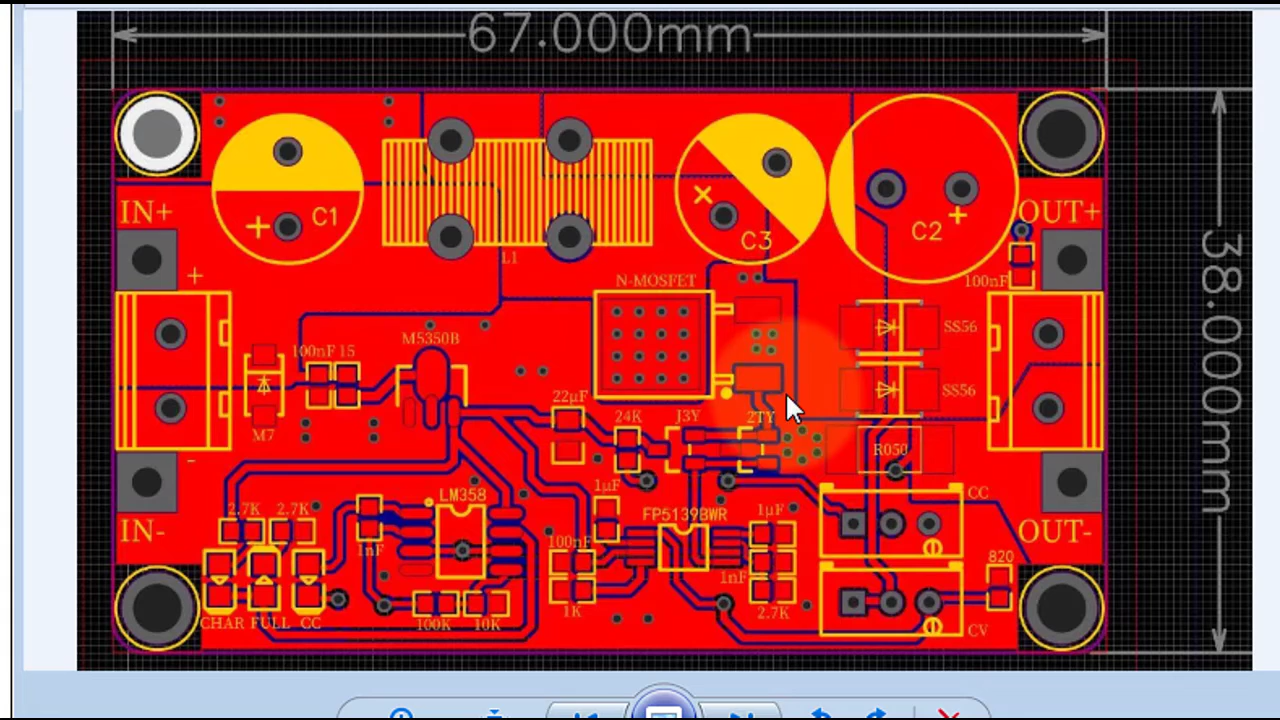 67.000mm
38.000mm
IN+
+
C1
+
L1
C3
C2
+
OUT+
100nF
N-MOSFET
SS56
SS56
M5350B
100nF 15
M7
22µF
24K
J3Y
2TY
R050
-
IN-
2.7K
2.7K
LM358
1µF
FP5139BWR
1µF
CC
OUT-
1nF
100nF
1nF
820
1K
2.7K
CHAR FULL CC
100K
10K
CV